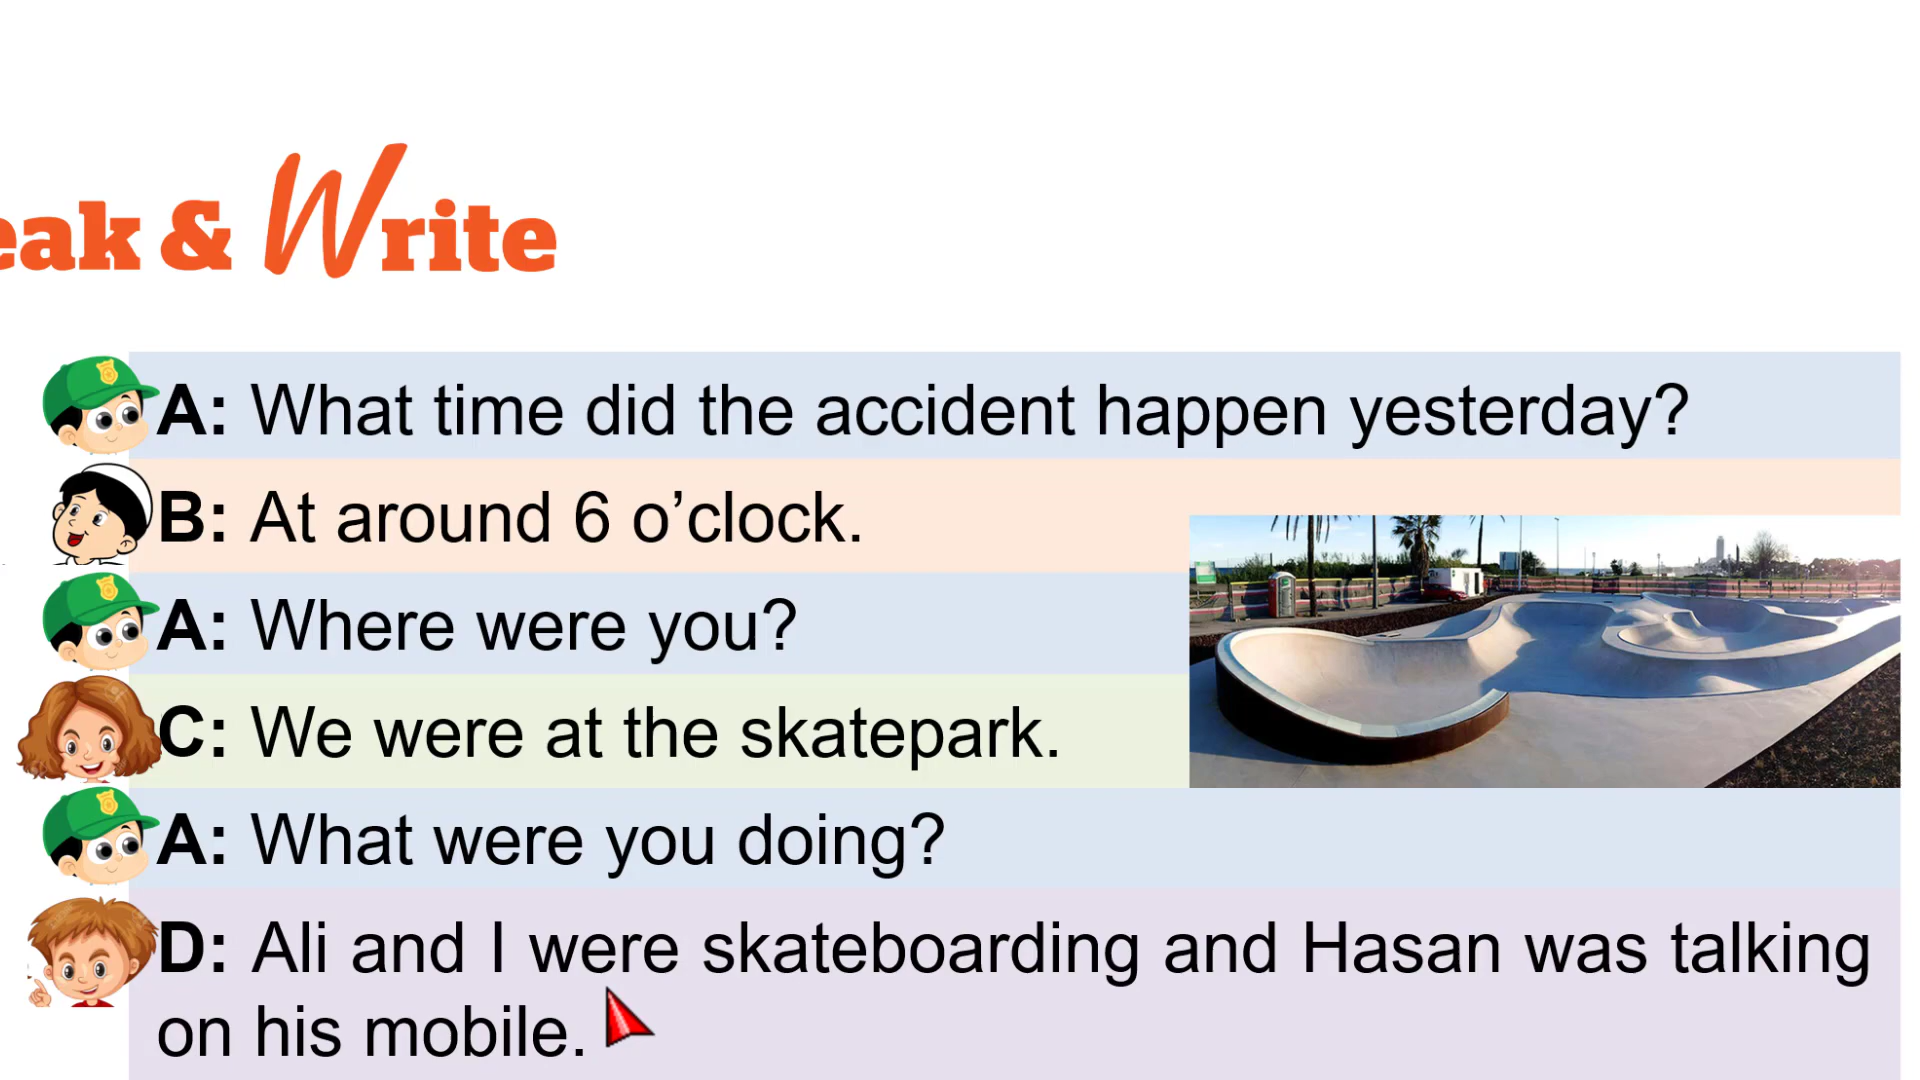 eak & Write
A: What time did the accident happen yesterday?
B: At around 6 o’clock.
A: Where were you?
C: We were at the skatepark.
A: What were you doing?
D: Ali and I were skateboarding and Hasan was talking
on his mobile.